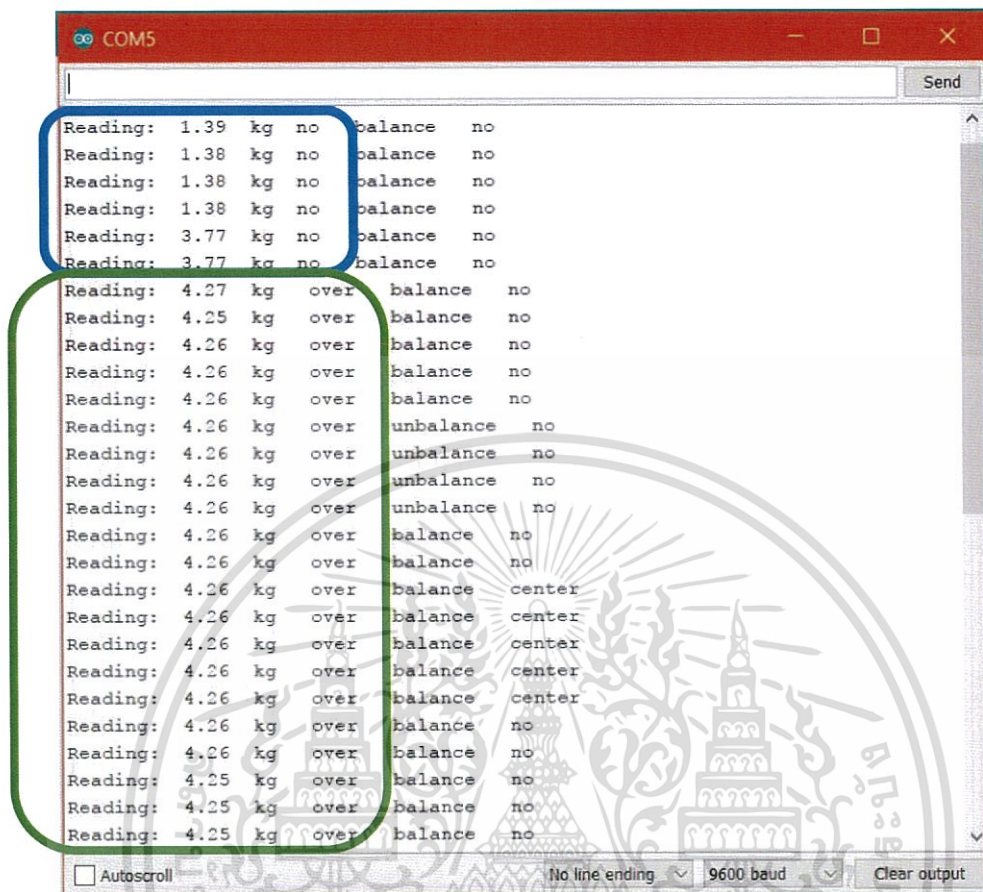 COM5
Send
Reading: 1.39 kg no balance no
Reading: 1.38 kg no balance no
Reading: 1.38 kg no balance no
Reading: 1.38 kg no balance no
Reading: 3.77 kg no balance no
Reading: 3.77 kg no balance no
Reading: 4.27 kg over balance no
Reading: 4.25 kg over balance no
Reading: 4.26 kg over balance no
Reading: 4.26 kg over balance no
Reading: 4.26 kg over balance no
Reading: 4.26 kg over unbalance no
Reading: 4.26 kg over unbalance no
Reading: 4.26 kg over unbalance no
Reading: 4.26 kg over unbalance no
Reading: 4.26 kg over balance no
Reading: 4.26 kg over balance no
Reading: 4.26 kg over balance center
Reading: 4.26 kg over balance center
Reading: 4.26 kg over balance center
Reading: 4.26 kg over balance center
Reading: 4.26 kg over balance center
Reading: 4.26 kg over balance no
Reading: 4.26 kg over balance no
Reading: 4.25 kg over balance no
Reading: 4.25 kg over balance no
Reading: 4.25 kg over balance no
Autoscroll No line ending 9600 baud Clear output